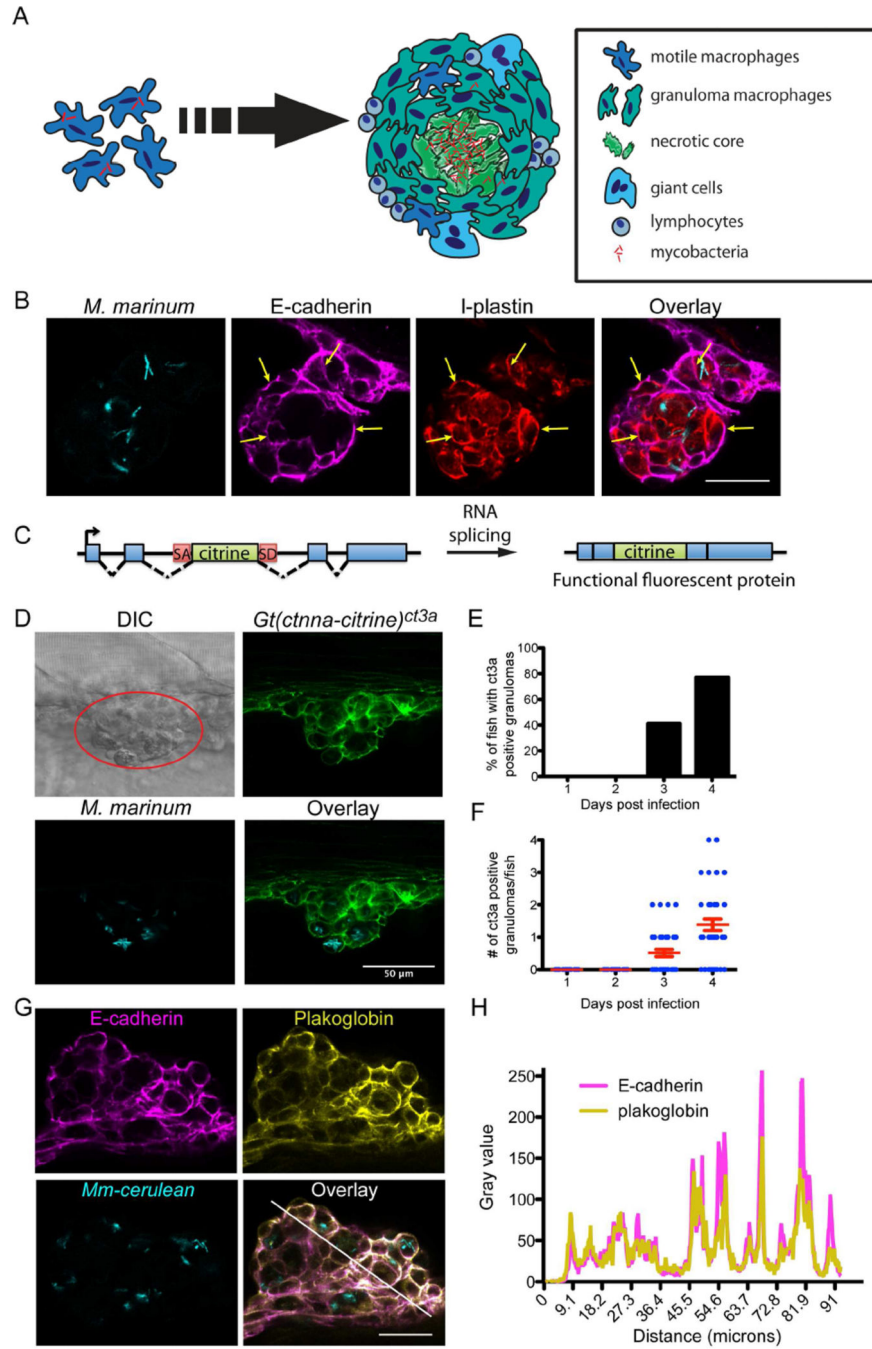 A
motile macrophages
granuloma macrophages
necrotic core
giant cells
lymphocytes
mycobacteria
B
M. marinum
E-cadherin
l-plastin
Overlay
C
SA
citrine
SD
RNA
splicing
citrine
Functional fluorescent protein
D
DIC
Gt(ctnna-citrine)ct3a
M. marinum
Overlay
50 µm
E
% of fish with ct3a
positive granulomas
100
80
60
40
20
0
1 2 3 4
Days post infection
F
# of ct3a positive
granulomas/fish
4
3
2
1
0
1 2 3 4
Days post infection
G
E-cadherin
Plakoglobin
Mm-cerulean
Overlay
H
E-cadherin
plakoglobin
Gray value
250
200
150
100
50
0
0 9.1 18.2 27.3 36.4 45.5 54.6 63.7 72.8 81.9 91
Distance (microns)